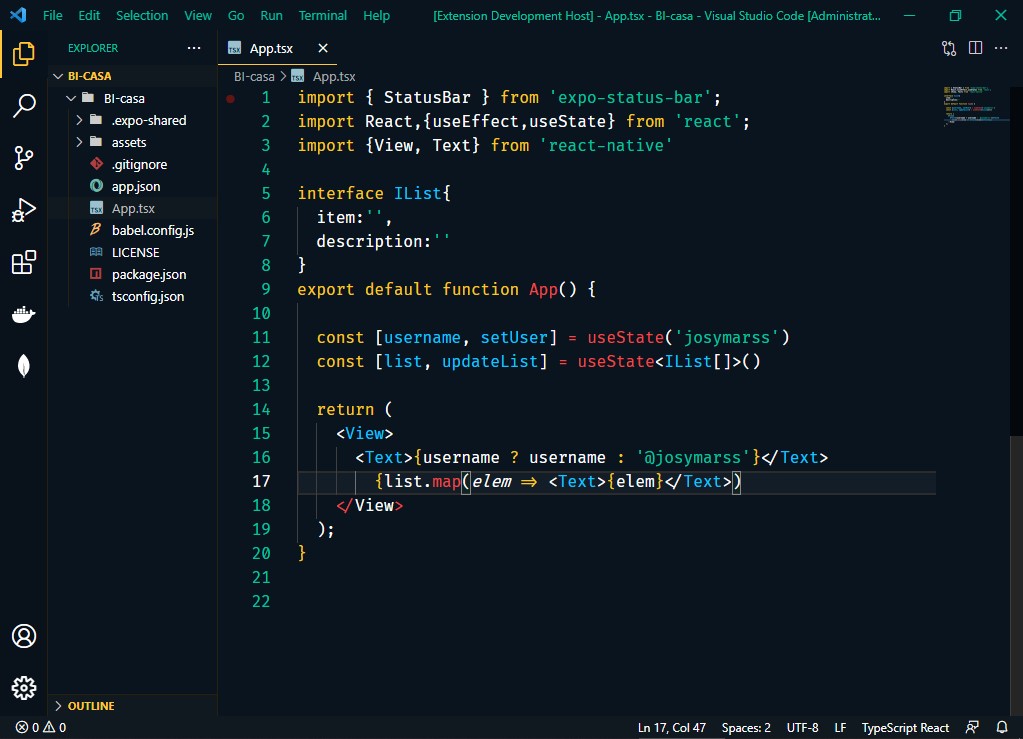 File Edit Selection View Go Run Terminal Help [Extension Development Host] - App.tsx - BI-casa - Visual Studio Code [Administrat...
EXPLORER
App.tsx
BI-CASA
BI-casa
.expo-shared
assets
.gitignore
app.json
App.tsx
babel.config.js
LICENSE
package.json
tsconfig.json
OUTLINE
BI-casa > App.tsx
1 import { StatusBar } from 'expo-status-bar';
2 import React,{useEffect,useState} from 'react';
3 import {View, Text} from 'react-native'
4
5 interface IList{
6 item:'',
7 description:''
8 }
9 export default function App() {
10
11 const [username, setUser] = useState('josymarss')
12 const [list, updateList] = useState<IList[]>()
13
14 return (
15 <View>
16 <Text>{username ? username : '@josymarss'}</Text>
17 {list.map(elem => <Text>{elem}</Text>)
18 </View>
19 );
20 }
21
22
0 0 Ln 17, Col 47 Spaces: 2 UTF-8 LF TypeScript React